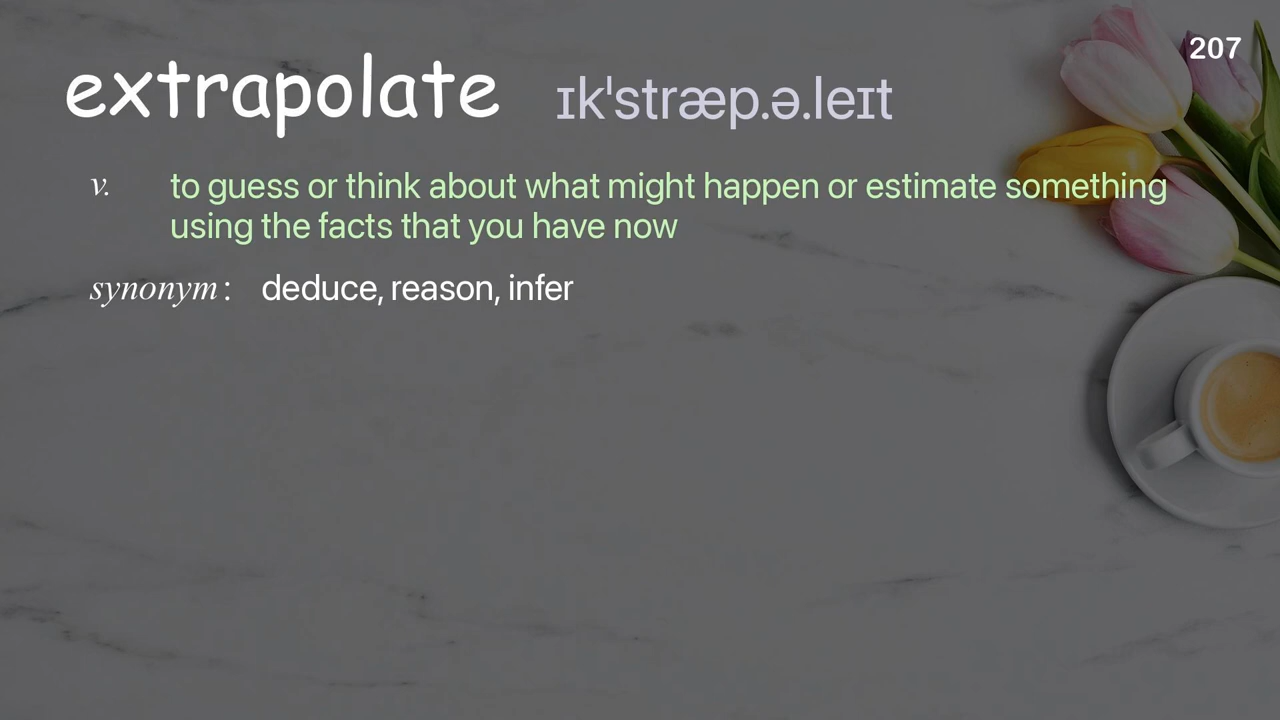 207
extrapolate ɪkˈstræp.ə.leɪt
v. to guess or think about what might happen or estimate something
using the facts that you have now
synonym : deduce, reason, infer